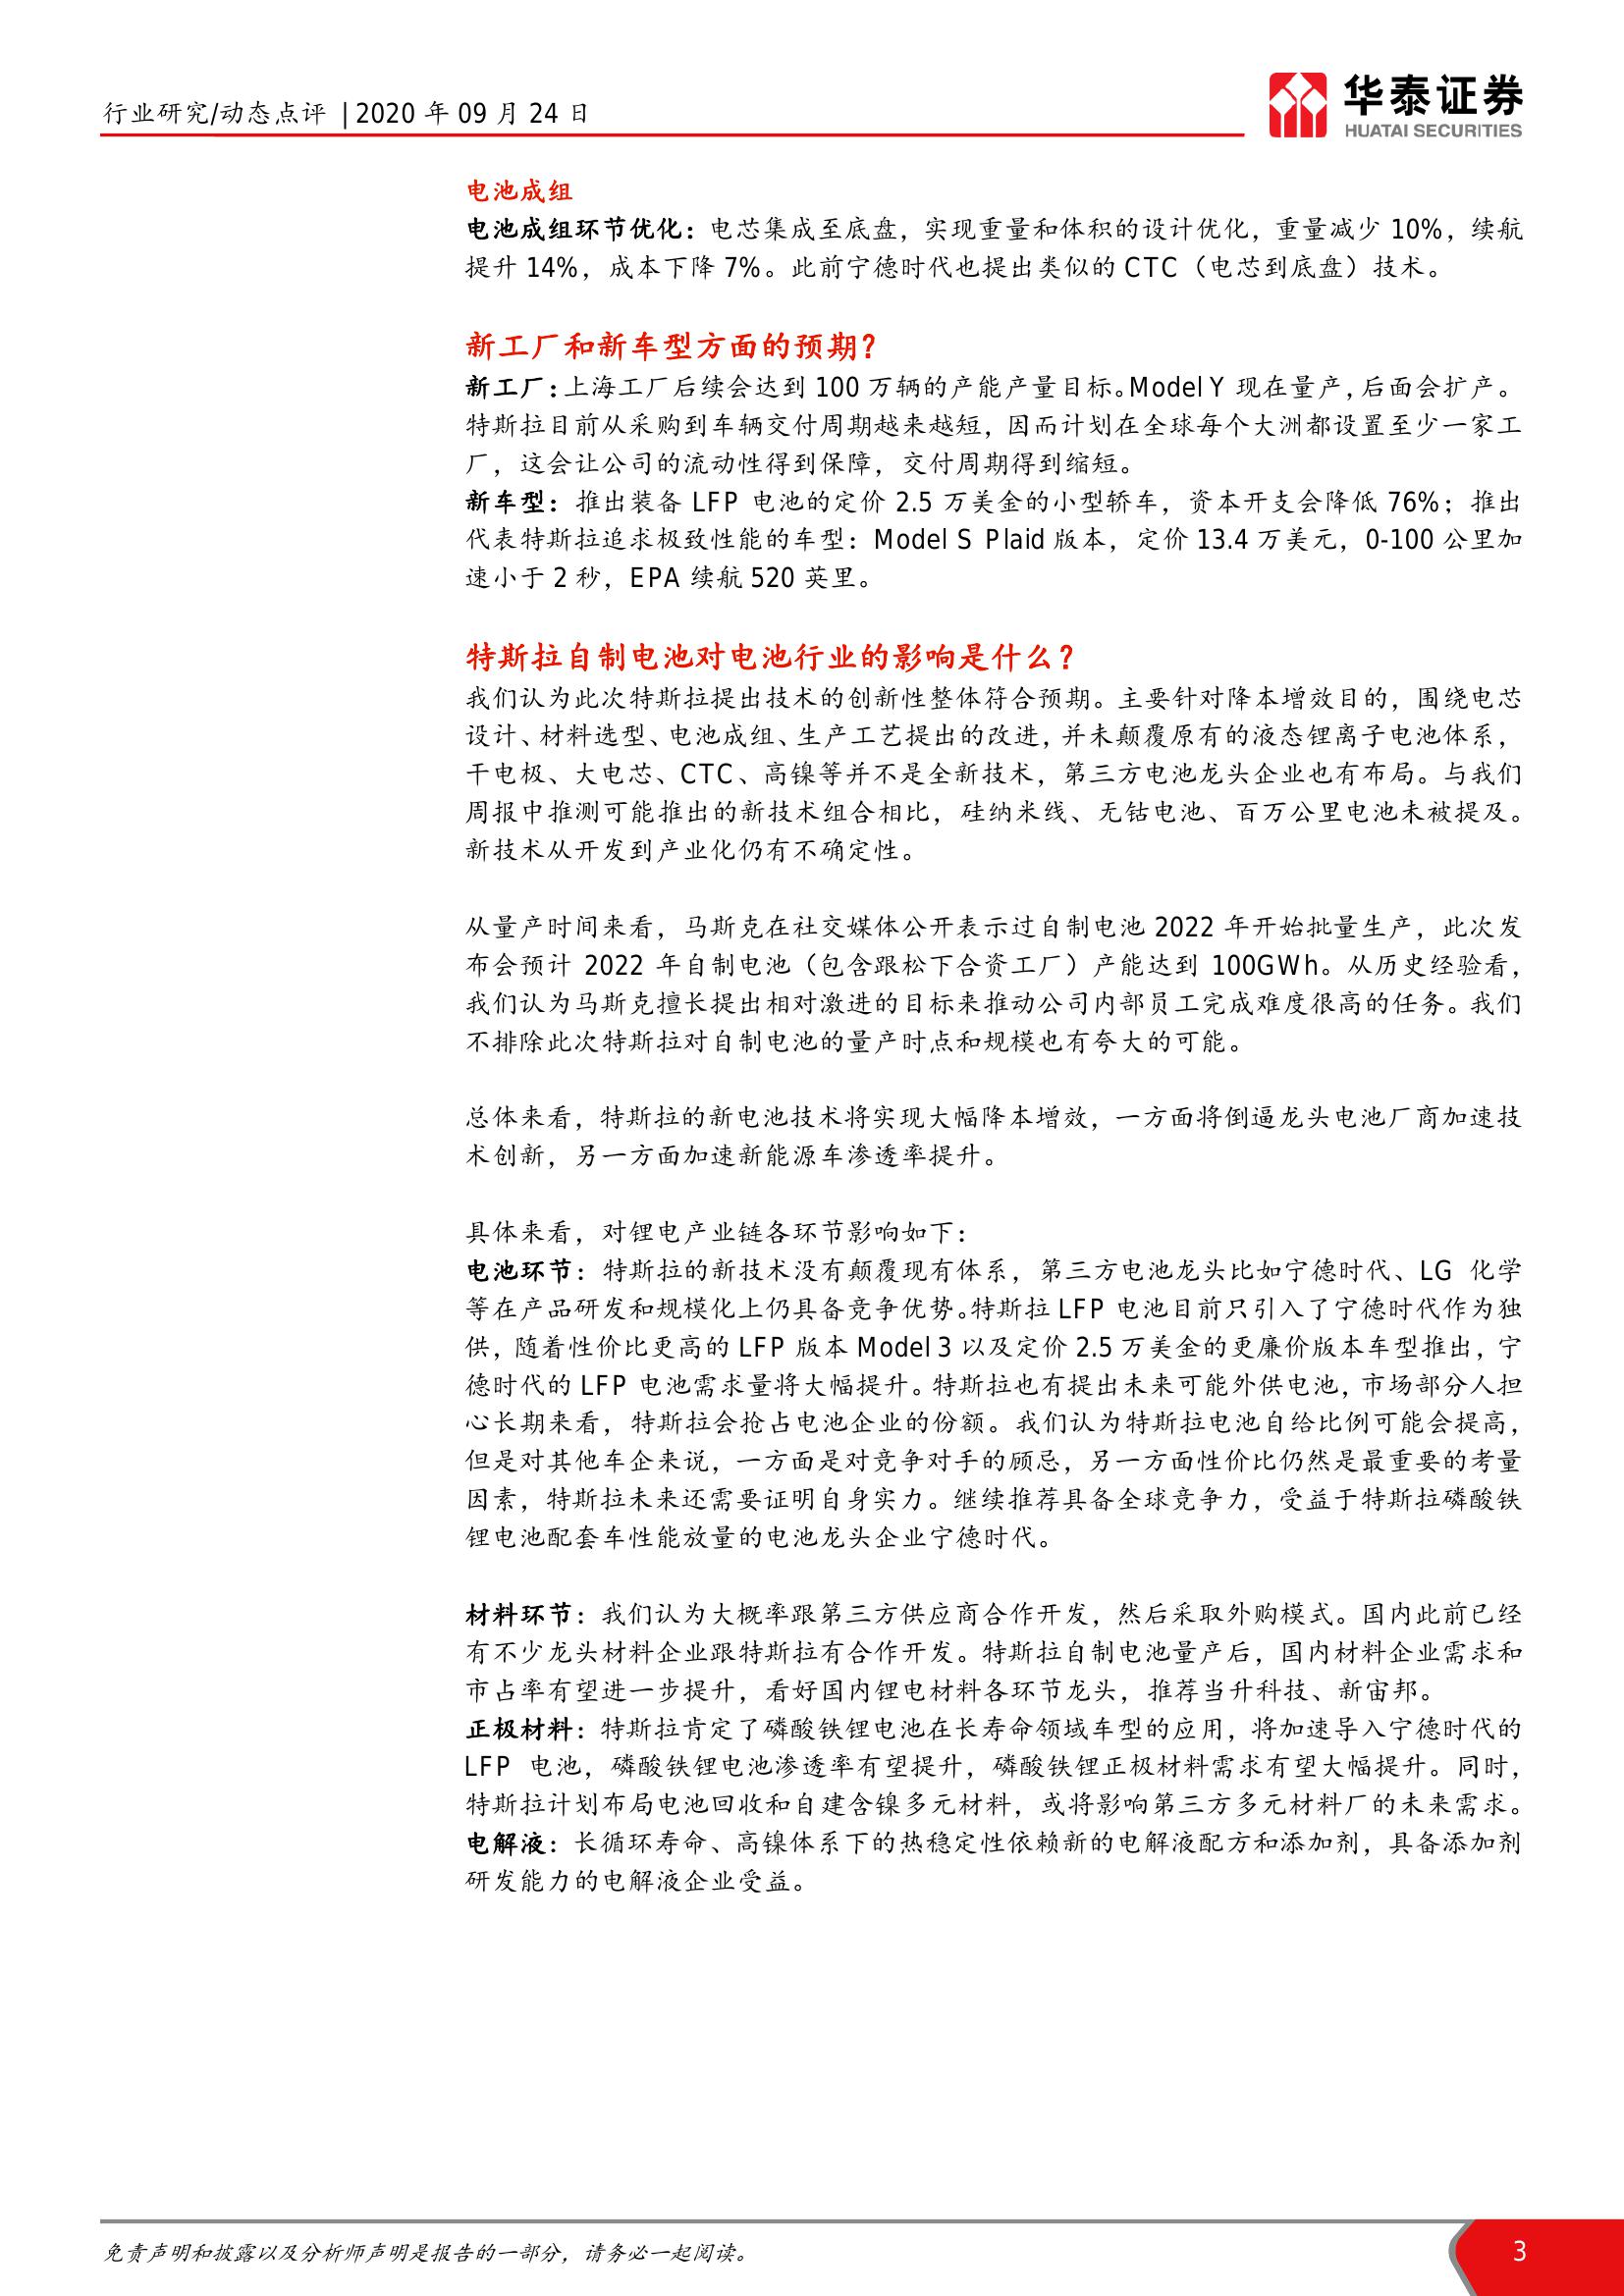 行业研究/动态点评 | 2020 年 09 月 24 日
华泰证券
HUATAI SECURITIES
电池成组
电池成组环节优化：电芯集成至底盘，实现重量和体积的设计优化，重量减少 10%，续航
提升 14%，成本下降 7%。此前宁德时代也提出类似的 CTC（电芯到底盘）技术。
新工厂和新车型方面的预期？
新工厂：上海工厂后续会达到 100 万辆的产能产量目标。Model Y 现在量产，后面会扩产。
特斯拉目前从采购到车辆交付周期越来越短，因而计划在全球每个大洲都设置至少一家工
厂，这会让公司的流动性得到保障，交付周期得到缩短。
新车型：推出装备 LFP 电池的定价 2.5 万美金的小型轿车，资本开支会降低 76%；推出
代表特斯拉追求极致性能的车型：Model S Plaid 版本，定价 13.4 万美元，0-100 公里加
速小于 2 秒，EPA 续航 520 英里。
特斯拉自制电池对电池行业的影响是什么？
我们认为此次特斯拉提出技术的创新性整体符合预期。主要针对降本增效目的，围绕电芯
设计、材料选型、电池成组、生产工艺提出的改进，并未颠覆原有的液态锂离子电池体系，
干电极、大电芯、CTC、高镍等并不是全新技术，第三方电池龙头企业也有布局。与我们
周报中推测可能推出的新技术组合相比，硅纳米线、无钴电池、百万公里电池未被提及。
新技术从开发到产业化仍有不确定性。
从量产时间来看，马斯克在社交媒体公开表示过自制电池 2022 年开始批量生产，此次发
布会预计 2022 年自制电池（包含跟松下合资工厂）产能达到 100GWh。从历史经验看，
我们认为马斯克擅长提出相对激进的目标来推动公司内部员工完成难度很高的任务。我们
不排除此次特斯拉对自制电池的量产时点和规模也有夸大的可能。
总体来看，特斯拉的新电池技术将实现大幅降本增效，一方面将倒逼龙头电池厂商加速技
术创新，另一方面加速新能源车渗透率提升。
具体来看，对锂电产业链各环节影响如下：
电池环节：特斯拉的新技术没有颠覆现有体系，第三方电池龙头比如宁德时代、LG 化学
等在产品研发和规模化上仍具备竞争优势。特斯拉 LFP 电池目前只引入了宁德时代作为独
供，随着性价比更高的 LFP 版本 Model 3 以及定价 2.5 万美金的更廉价版本车型推出，宁
德时代的 LFP 电池需求量将大幅提升。特斯拉也有提出未来可能外供电池，市场部分人担
心长期来看，特斯拉会抢占电池企业的份额。我们认为特斯拉电池自给比例可能会提高，
但是对其他车企来说，一方面是对竞争对手的顾忌，另一方面性价比仍然是最重要的考量
因素，特斯拉未来还需要证明自身实力。继续推荐具备全球竞争力，受益于特斯拉磷酸铁
锂电池配套车性能放量的电池龙头企业宁德时代。
材料环节：我们认为大概率跟第三方供应商合作开发，然后采取外购模式。国内此前已经
有不少龙头材料企业跟特斯拉有合作开发。特斯拉自制电池量产后，国内材料企业需求和
市占率有望进一步提升，看好国内锂电材料各环节龙头，推荐当升科技、新宙邦。
正极材料：特斯拉肯定了磷酸铁锂电池在长寿命领域车型的应用，将加速导入宁德时代的
LFP 电池，磷酸铁锂电池渗透率有望提升，磷酸铁锂正极材料需求有望大幅提升。同时，
特斯拉计划布局电池回收和自建含镍多元材料，或将影响第三方多元材料厂的未来需求。
电解液：长循环寿命、高镍体系下的热稳定性依赖新的电解液配方和添加剂，具备添加剂
研发能力的电解液企业受益。
免责声明和披露以及分析师声明是报告的一部分，请务必一起阅读。
3